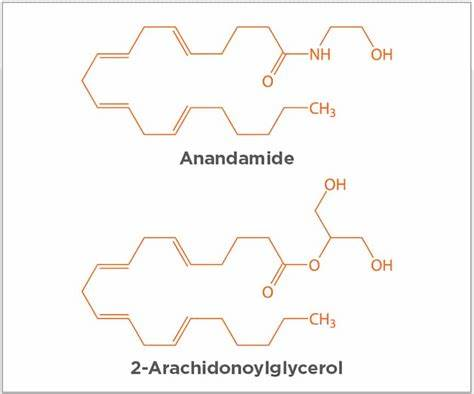 NH
OH
O
CH3
Anandamide
OH
O
OH
O
CH3
2-Arachidonoylglycerol